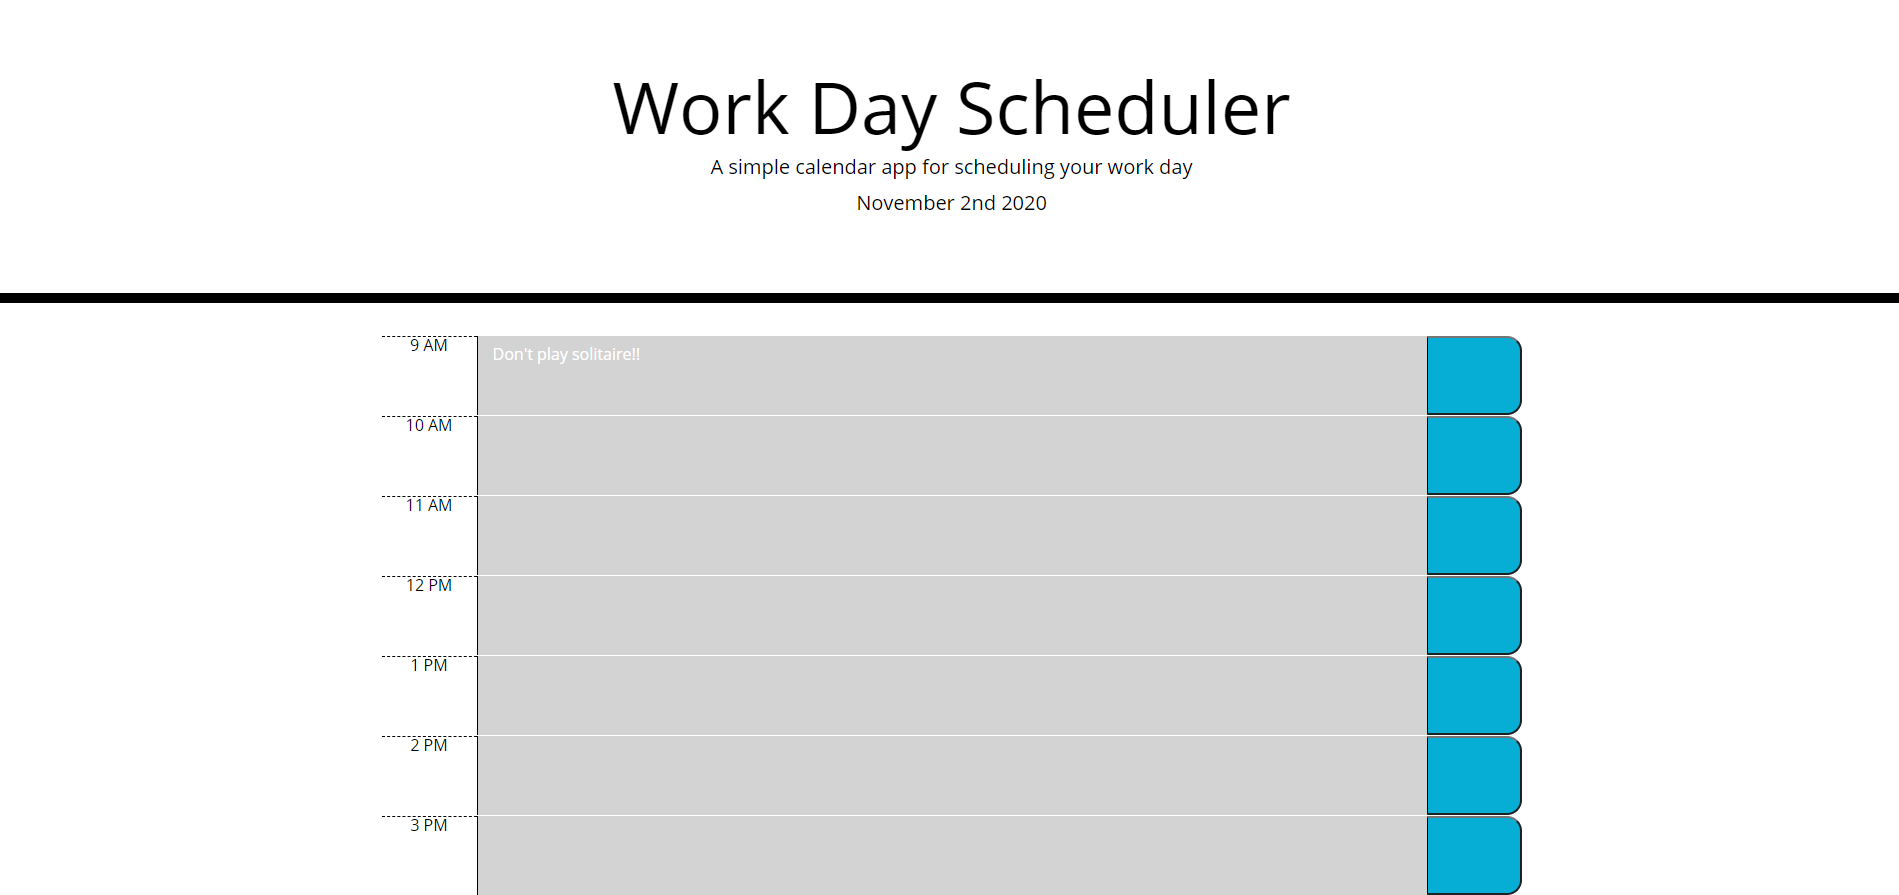 Work Day Scheduler
A simple calendar app for scheduling your work day
November 2nd 2020
9 AM
Don't play solitaire!!
10 AM
11 AM
12 PM
1 PM
2 PM
3 PM